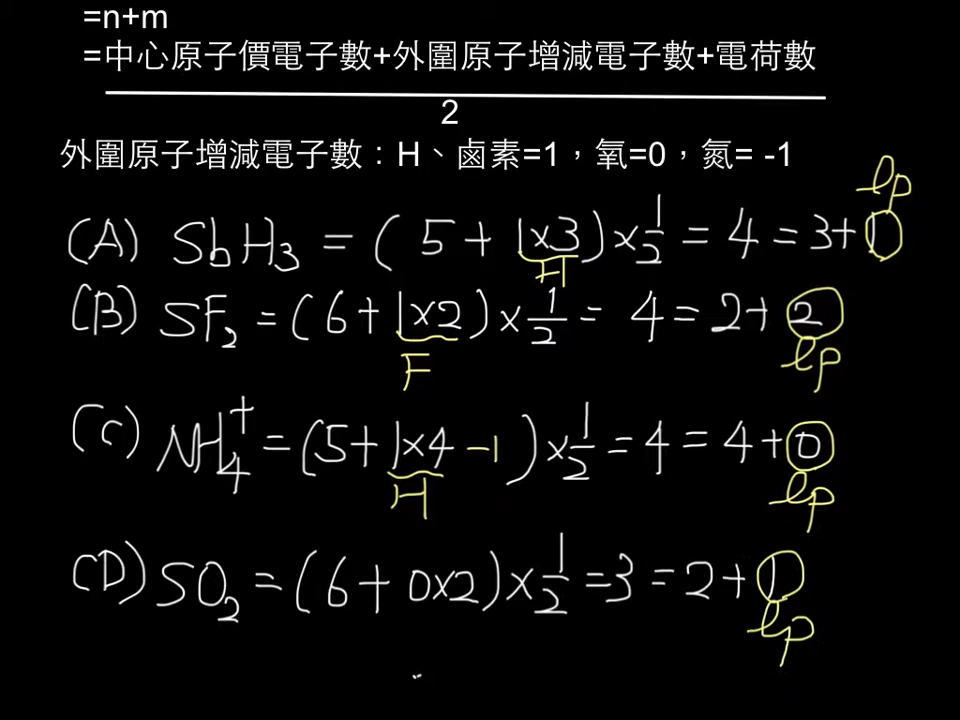 =n+m
=中心原子價電子數+外圍原子增減電子數+電荷數
2
外圍原子增減電子數：H、鹵素=1，氧=0，氮= -1
lp
(A) SbH₃ = ( 5 + 1×3 ) × 1/2 = 4 = 3 + 1
H
(B) SF₂ = ( 6 + 1×2 ) × 1/2 = 4 = 2 + 2
F lp
(C) NH₄⁺ = ( 5 + 1×4 -1 ) × 1/2 = 4 = 4 + 0
H lp
(D) SO₂ = ( 6 + 0×2 ) × 1/2 = 3 = 2 + 1
lp